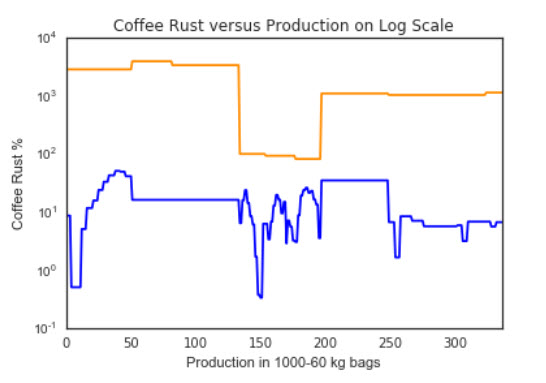 Coffee Rust versus Production on Log Scale
10^4
10^3
10^2
10^1
10^0
10^-1
Coffee Rust %
0 50 100 150 200 250 300
Production in 1000-60 kg bags